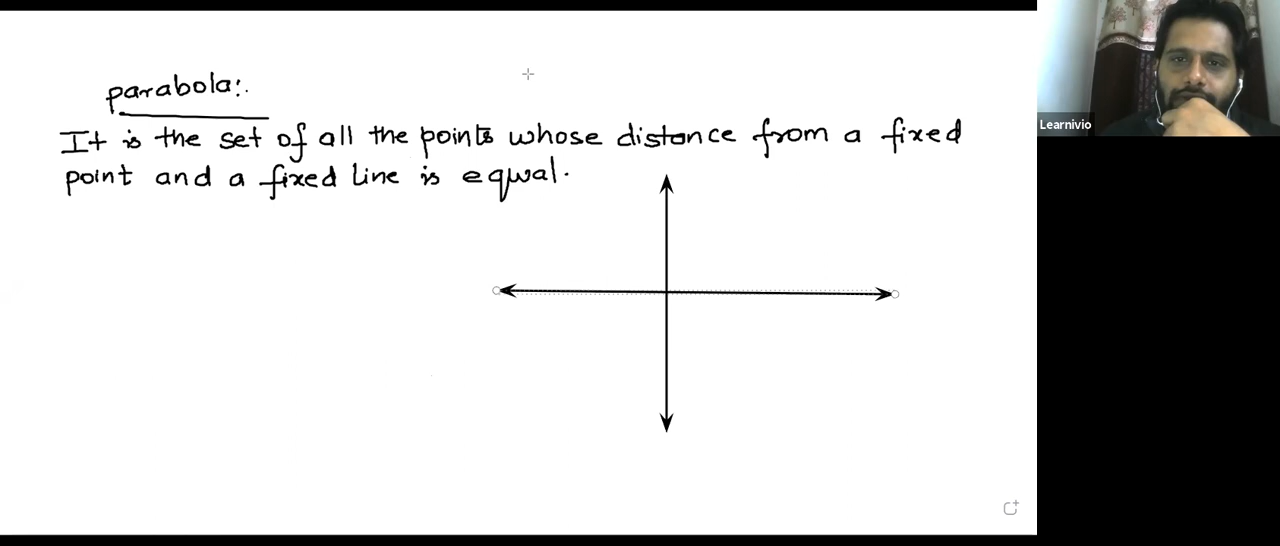 parabola:.
It is the set of all the points whose distance from a fixed
point and a fixed line is equal.
Learnivio